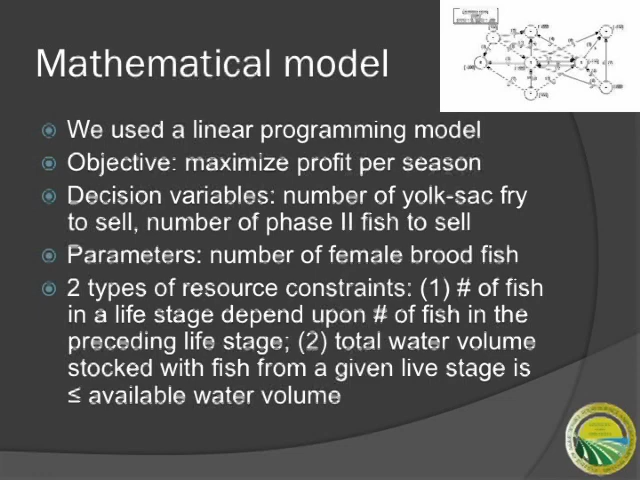 Mathematical model
We used a linear programming model
Objective: maximize profit per season
Decision variables: number of yolk-sac fry
to sell, number of phase II fish to sell
Parameters: number of female brood fish
2 types of resource constraints: (1) # of fish
in a life stage depend upon # of fish in the
preceding life stage; (2) total water volume
stocked with fish from a given live stage is
≤ available water volume